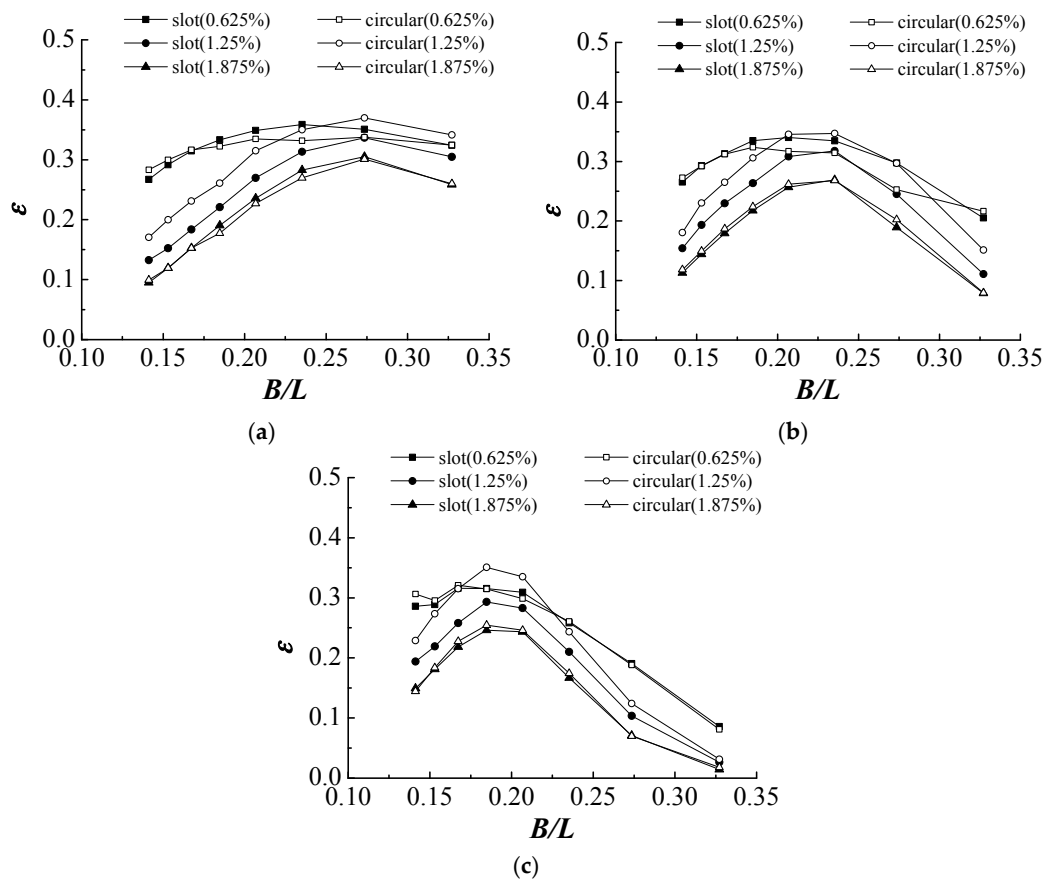 slot(0.625%) circular(0.625%)
slot(1.25%) circular(1.25%)
slot(1.875%) circular(1.875%)
0.5
0.4
0.3
0.2
0.1
0.0
ε
0.10 0.15 0.20 0.25 0.30 0.35
B/L
(a)
slot(0.625%) circular(0.625%)
slot(1.25%) circular(1.25%)
slot(1.875%) circular(1.875%)
0.5
0.4
0.3
0.2
0.1
0.0
ε
0.10 0.15 0.20 0.25 0.30 0.35
B/L
(b)
slot(0.625%) circular(0.625%)
slot(1.25%) circular(1.25%)
slot(1.875%) circular(1.875%)
0.5
0.4
0.3
0.2
0.1
0.0
ε
0.10 0.15 0.20 0.25 0.30 0.35
B/L
(c)